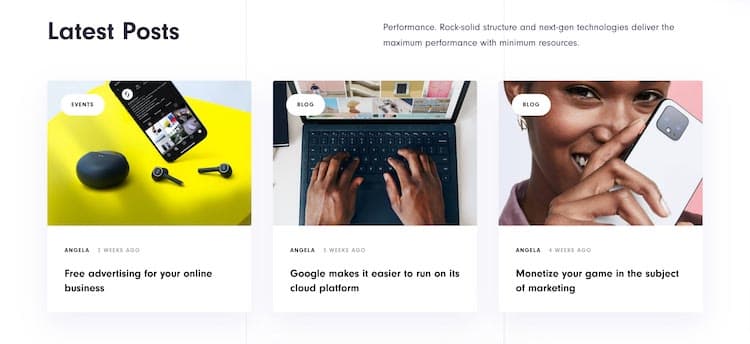 Latest Posts
Performance. Rock-solid structure and next-gen technologies deliver the
maximum performance with minimum resources.
EVENTS
BLOG
BLOG
ANGELA 3 WEEKS AGO
Free advertising for your online
business
ANGELA 3 WEEKS AGO
Google makes it easier to run on its
cloud platform
ANGELA 4 WEEKS AGO
Monetize your game in the subject
of marketing